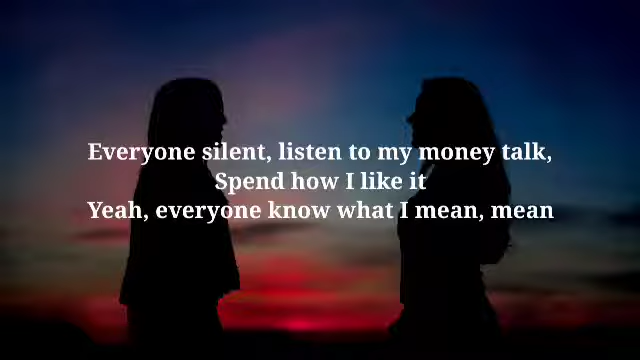 Everyone silent, listen to my money talk,
Spend how I like it
Yeah, everyone know what I mean, mean